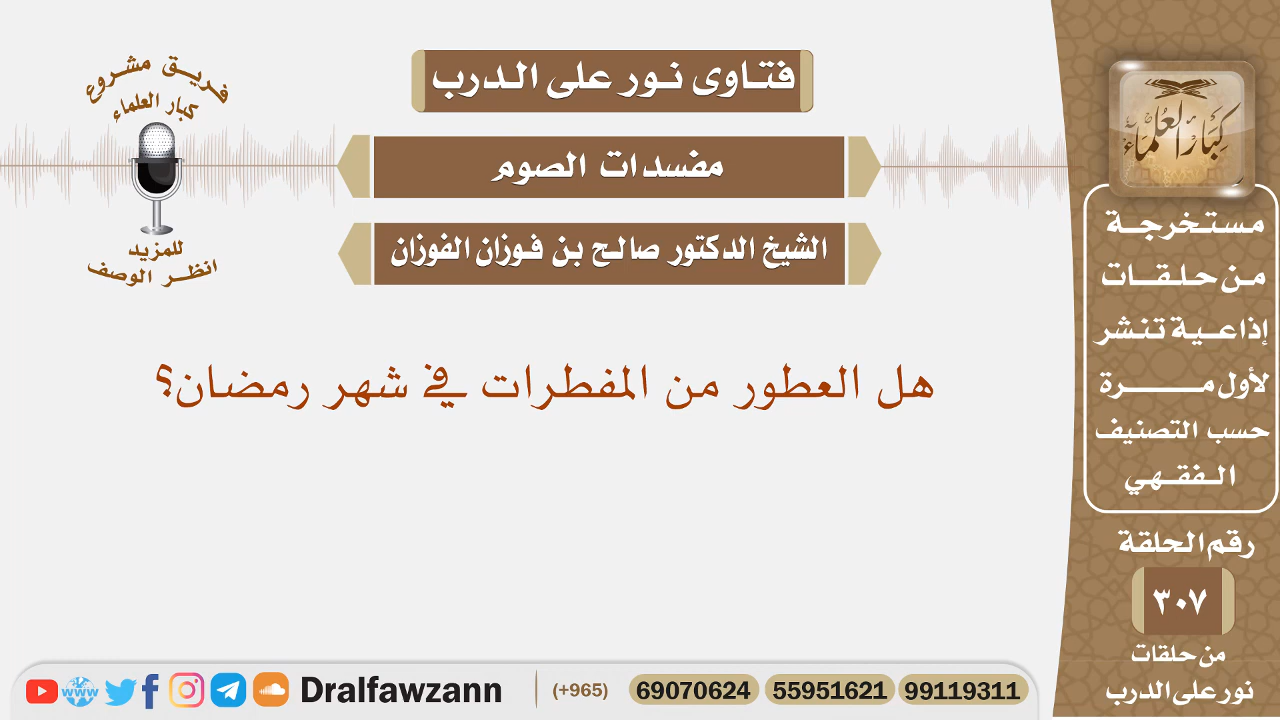 فتاوى نور على الدرب
مفسدات الصوم
الشيخ الدكتور صالح بن فوزان الفوزان
هل العطور من المفطرات في شهر رمضان؟
فريق مشروع
كبار العلماء
للمزيد
انظر الوصف
كبار العلماء
مستخرجة
من حلقات
إذاعية تنشر
لأول مرة
حسب التصنيف
الفقهي
رقم الحلقة
٣٠٧
من حلقات
نور على الدرب
www Dralfawzann (+965) 69070624 55951621 99119311